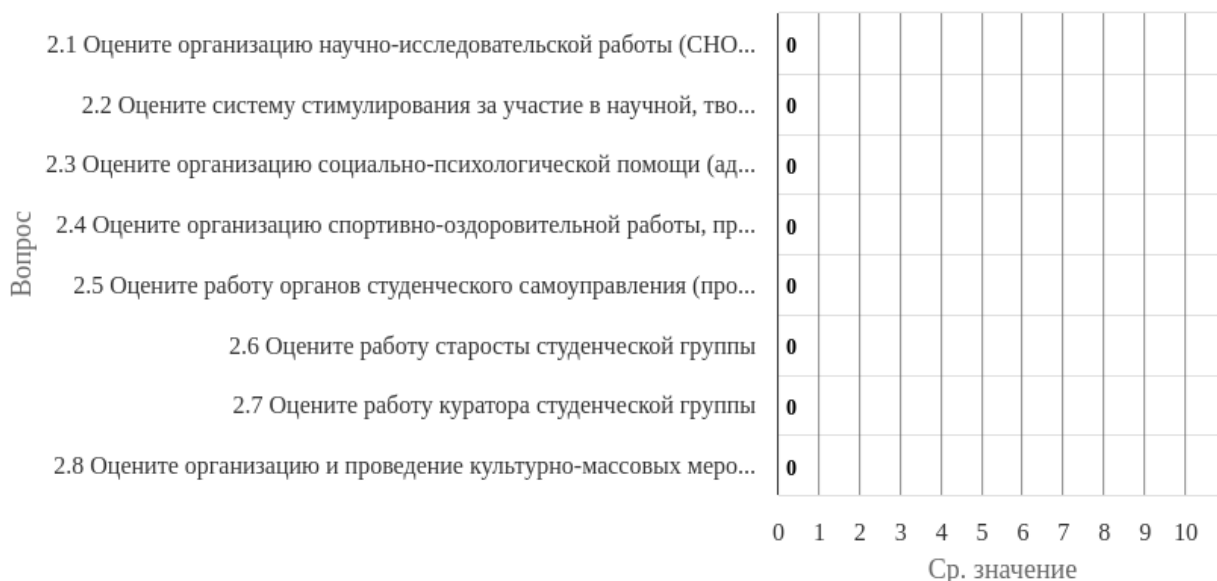 2.1 Оцените организацию научно-исследовательской работы (СНО... 0
2.2 Оцените систему стимулирования за участие в научной, тво... 0
2.3 Оцените организацию социально-психологической помощи (ад... 0
2.4 Оцените организацию спортивно-оздоровительной работы, пр... 0
2.5 Оцените работу органов студенческого самоуправления (про... 0
2.6 Оцените работу старосты студенческой группы 0
2.7 Оцените работу куратора студенческой группы 0
2.8 Оцените организацию и проведение культурно-массовых меро... 0
Вопрос
0 1 2 3 4 5 6 7 8 9 10
Ср. значение